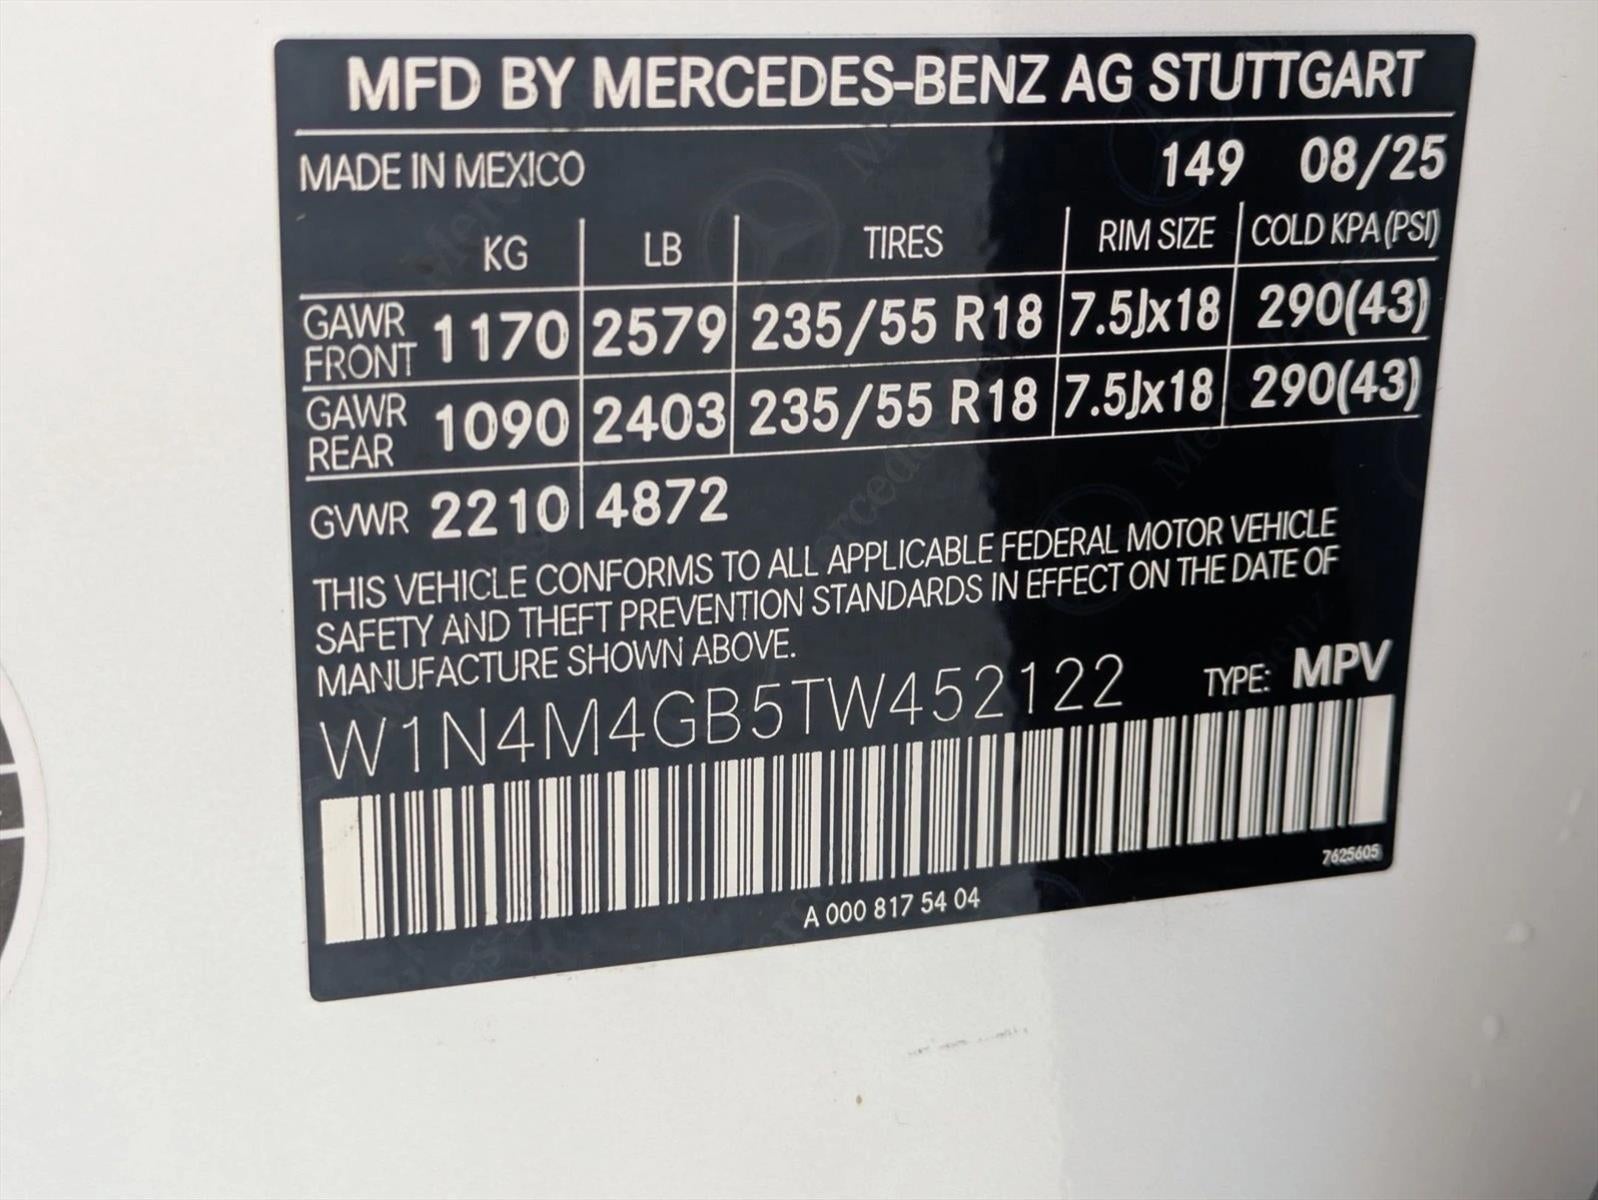 MFD BY MERCEDES-BENZ AG STUTTGART
MADE IN MEXICO 149 08/25
KG LB TIRES RIM SIZE COLD KPA (PSI)
GAWR FRONT 1170 2579 235/55 R18 7.5Jx18 290(43)
GAWR REAR 1090 2403 235/55 R18 7.5Jx18 290(43)
GVWR 2210 4872
THIS VEHICLE CONFORMS TO ALL APPLICABLE FEDERAL MOTOR VEHICLE
SAFETY AND THEFT PREVENTION STANDARDS IN EFFECT ON THE DATE OF
MANUFACTURE SHOWN ABOVE.
W1N4M4GB5TW452122 TYPE: MPV
7625605
A 000 817 54 04